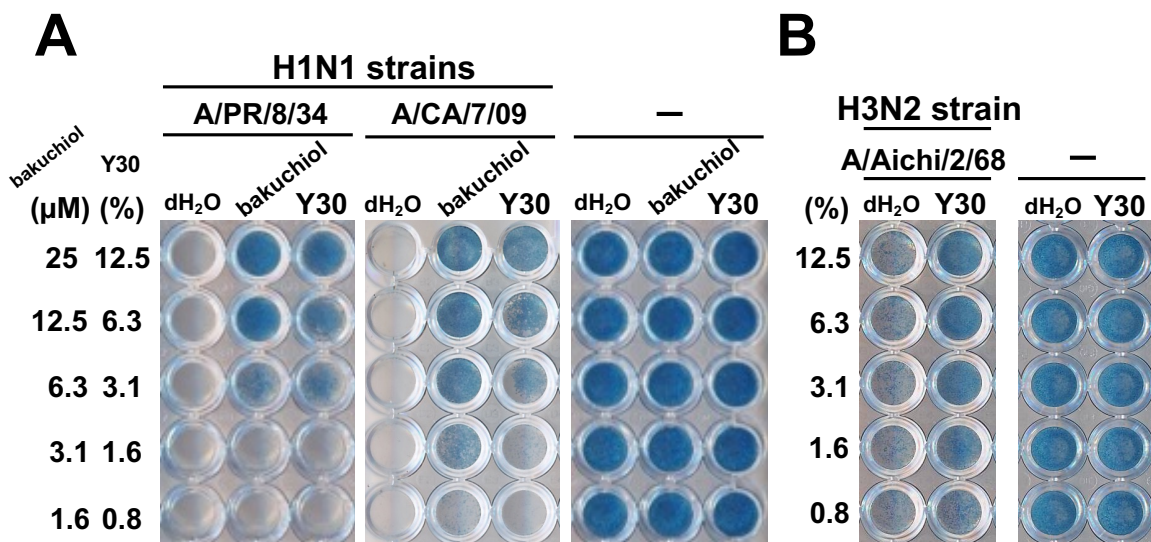 A B
H1N1 strains
A/PR/8/34 A/CA/7/09 –
H3N2 strain
A/Aichi/2/68 –
bakuchiol Y30
(µM) (%)
dH₂O bakuchiol Y30 dH₂O bakuchiol Y30 dH₂O bakuchiol Y30
(%) dH₂O Y30 dH₂O Y30
25 12.5 12.5
12.5 6.3 6.3
6.3 3.1 3.1
3.1 1.6 1.6
1.6 0.8 0.8